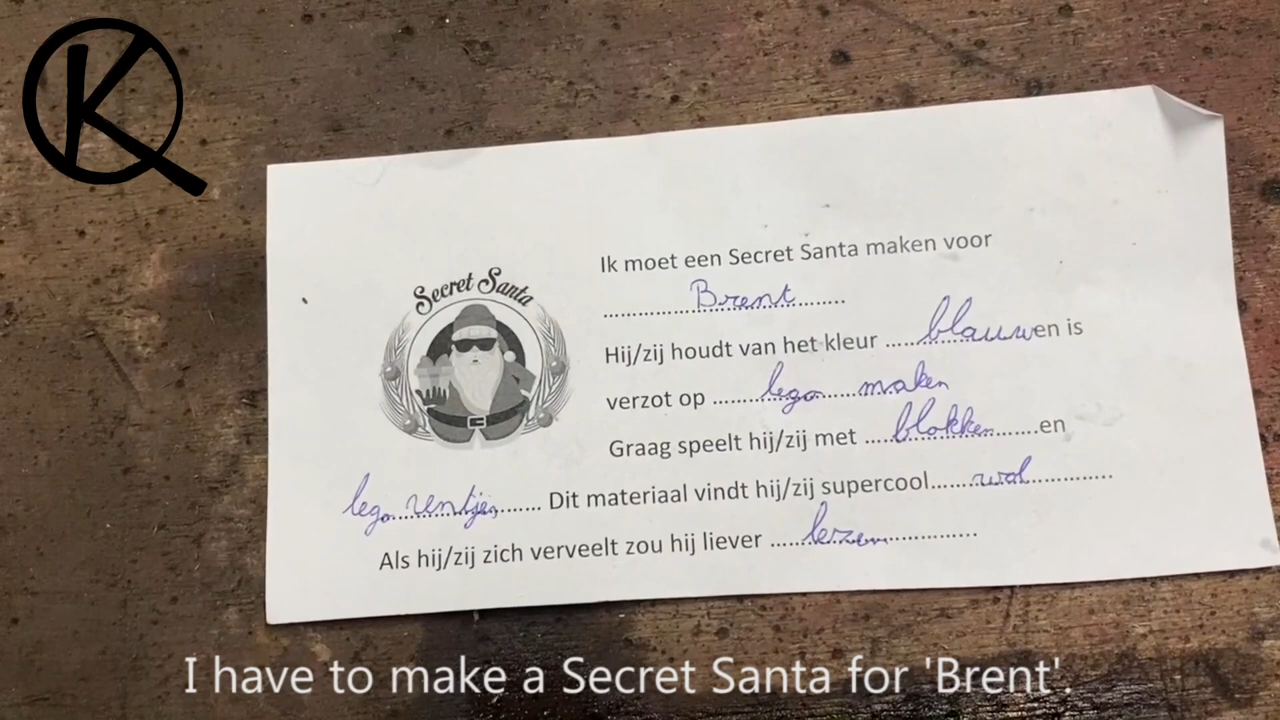 K
Secret Santa
Ik moet een Secret Santa maken voor
.....................Brent........
Hij/zij houdt van het kleur ......blauw en is
verzot op .........lego......maken
Graag speelt hij/zij met .....blokken.......en
lego....ventjes....... Dit materiaal vindt hij/zij supercool.......wol..............
Als hij/zij zich verveelt zou hij liever ......lezen...............
I have to make a Secret Santa for 'Brent'.